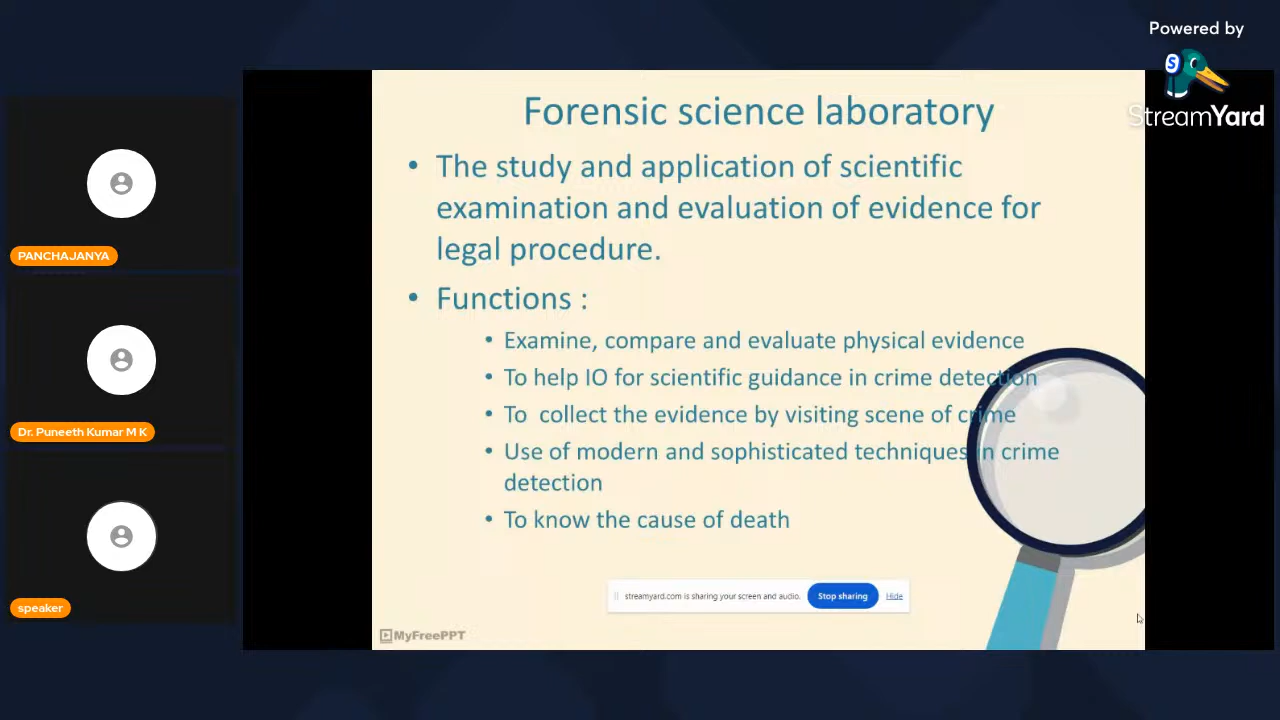 Powered by
StreamYard
Forensic science laboratory
• The study and application of scientific
examination and evaluation of evidence for
legal procedure.
• Functions :
• Examine, compare and evaluate physical evidence
• To help IO for scientific guidance in crime detection
• To collect the evidence by visiting scene of crime
• Use of modern and sophisticated techniques in crime
detection
• To know the cause of death
streamyard.com is sharing your screen and audio. Stop sharing Hide
MyFreePPT
PANCHAJANYA
Dr. Puneeth Kumar M K
speaker